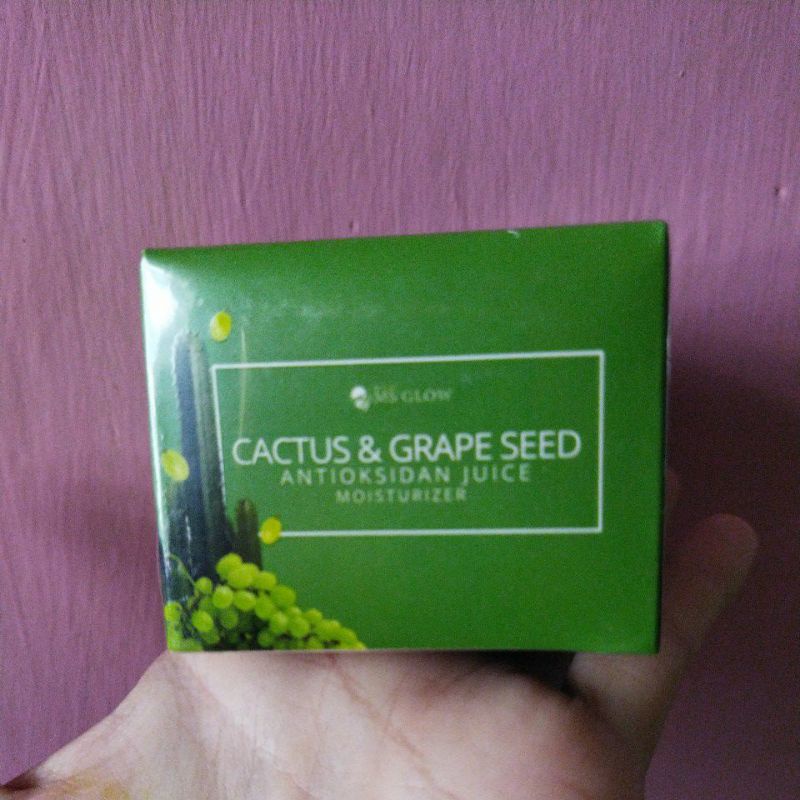 MS GLOW
CACTUS & GRAPE SEED
ANTIOKSIDAN JUICE
MOISTURIZER